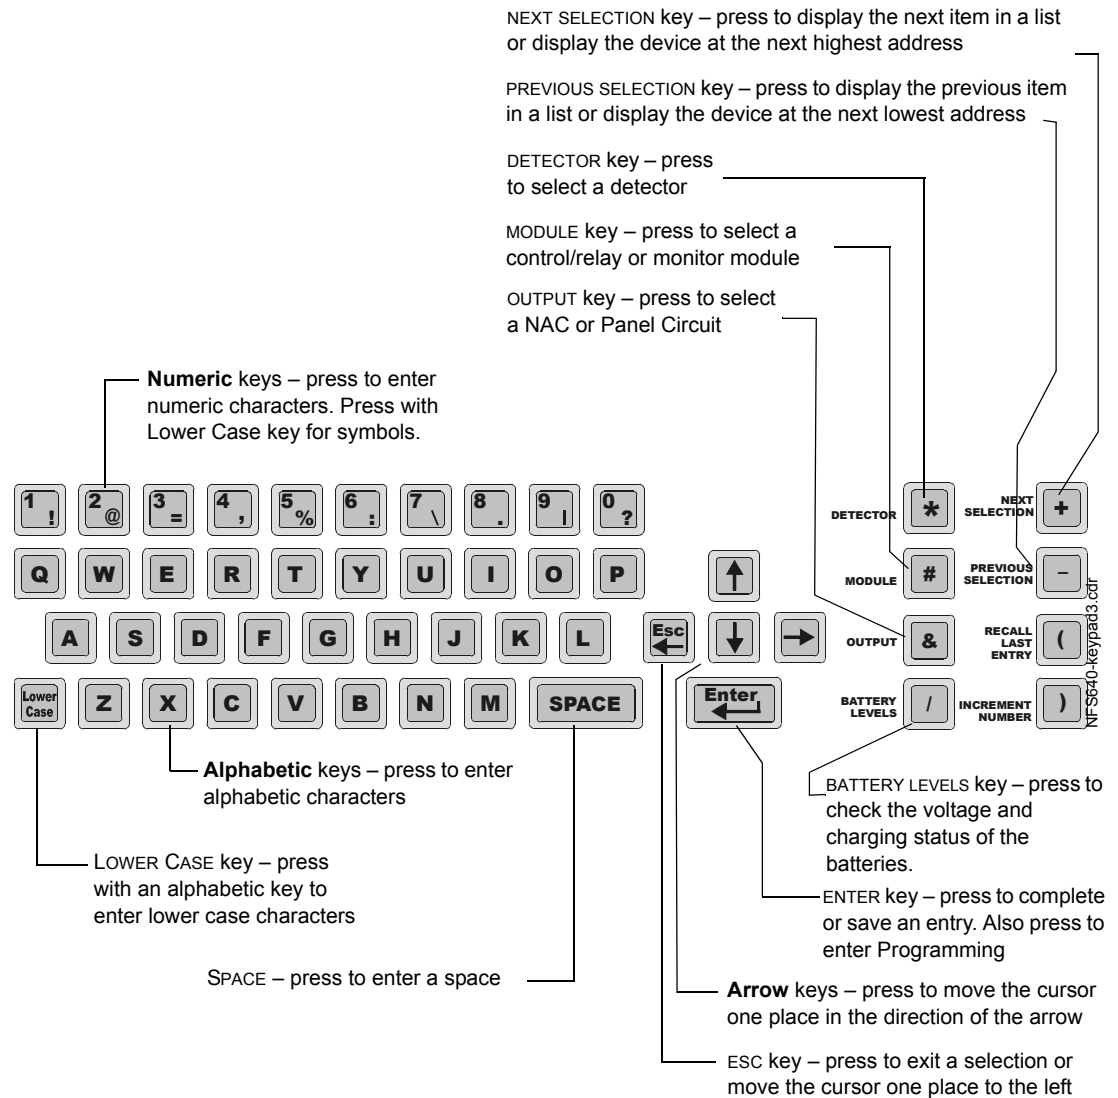 NEXT SELECTION key – press to display the next item in a list
or display the device at the next highest address
PREVIOUS SELECTION key – press to display the previous item
in a list or display the device at the next lowest address
DETECTOR key – press
to select a detector
MODULE key – press to select a
control/relay or monitor module
OUTPUT key – press to select
a NAC or Panel Circuit
Numeric keys – press to enter
numeric characters. Press with
Lower Case key for symbols.
1 ! 2 @ 3 = 4 , 5 % 6 : 7 \ 8 . 9 | 0 ?
DETECTOR *
NEXT
SELECTION +
Q W E R T Y U I O P
MODULE #
PREVIOUS
SELECTION –
A S D F G H J K L
Esc
OUTPUT &
RECALL
LAST
ENTRY (
Lower
Case
Z X C V B N M SPACE
Enter
BATTERY
LEVELS /
INCREMENT
NUMBER )
NFS640-keypad3.cdr
Alphabetic keys – press to enter
alphabetic characters
BATTERY LEVELS key – press to
check the voltage and
charging status of the
batteries.
LOWER CASE key – press
with an alphabetic key to
enter lower case characters
ENTER key – press to complete
or save an entry. Also press to
enter Programming
SPACE – press to enter a space
Arrow keys – press to move the cursor
one place in the direction of the arrow
ESC key – press to exit a selection or
move the cursor one place to the left